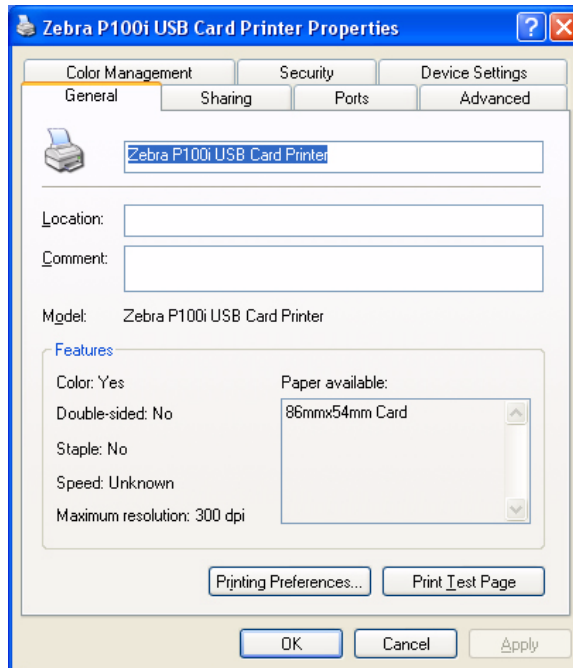 Zebra P100i USB Card Printer Properties
Color Management Security Device Settings
General Sharing Ports Advanced
Zebra P100i USB Card Printer
Location:
Comment:
Model: Zebra P100i USB Card Printer
Features
Color: Yes
Paper available:
Double-sided: No
86mmx54mm Card
Staple: No
Speed: Unknown
Maximum resolution: 300 dpi
Printing Preferences... Print Test Page
OK Cancel Apply